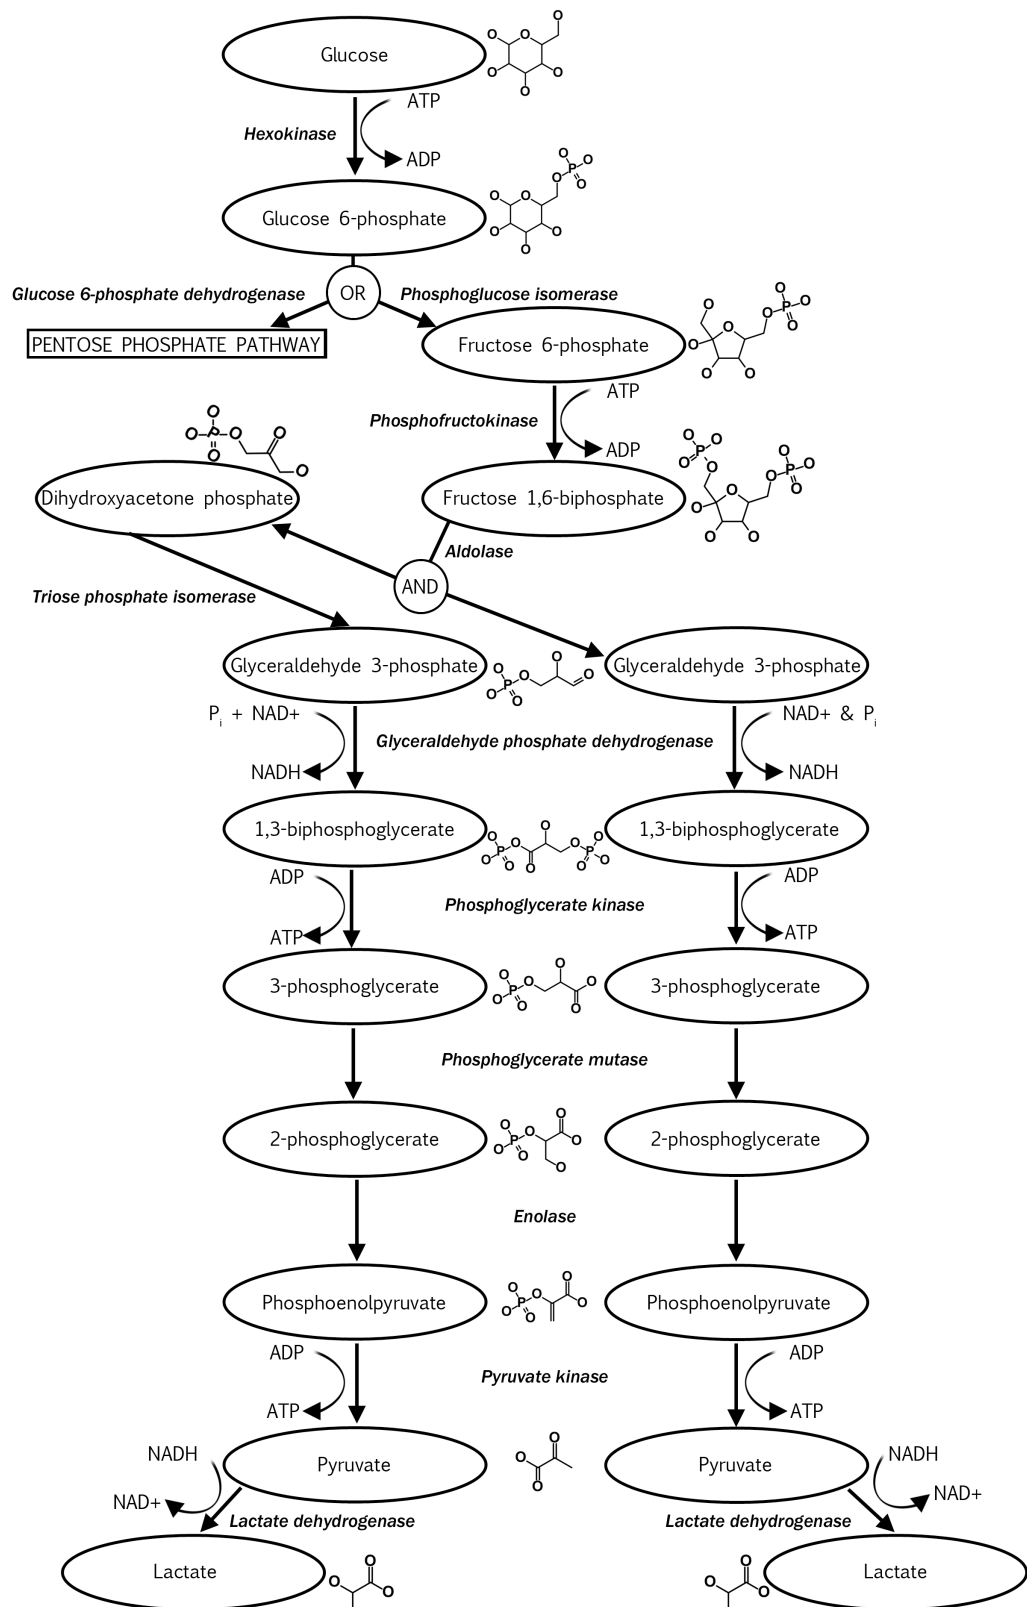 Glucose
ATP
Hexokinase
ADP
Glucose 6-phosphate
OR
Glucose 6-phosphate dehydrogenase
Phosphoglucose isomerase
PENTOSE PHOSPHATE PATHWAY
Fructose 6-phosphate
ATP
Phosphofructokinase
ADP
Dihydroxyacetone phosphate
Fructose 1,6-biphosphate
Aldolase
AND
Triose phosphate isomerase
Glyceraldehyde 3-phosphate
Glyceraldehyde 3-phosphate
Pi + NAD+
NAD+ & Pi
Glyceraldehyde phosphate dehydrogenase
NADH
NADH
1,3-biphosphoglycerate
1,3-biphosphoglycerate
ADP
ADP
Phosphoglycerate kinase
ATP
ATP
3-phosphoglycerate
3-phosphoglycerate
Phosphoglycerate mutase
2-phosphoglycerate
2-phosphoglycerate
Enolase
Phosphoenolpyruvate
Phosphoenolpyruvate
ADP
ADP
Pyruvate kinase
ATP
ATP
Pyruvate
Pyruvate
NADH
NADH
NAD+
NAD+
Lactate dehydrogenase
Lactate dehydrogenase
Lactate
Lactate